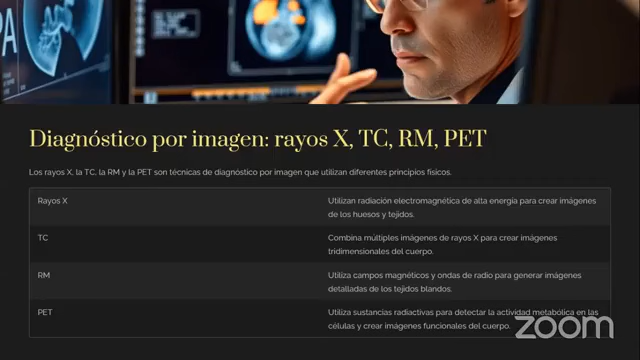 PA
Diagnóstico por imagen: rayos X, TC, RM, PET
Los rayos X, la TC, la RM y la PET son técnicas de diagnóstico por imagen que utilizan diferentes principios físicos.
Rayos X
Utilizan radiación electromagnética de alta energía para crear imágenes
de los huesos y tejidos.
TC
Combina múltiples imágenes de rayos X para crear imágenes
tridimensionales del cuerpo.
RM
Utiliza campos magnéticos y ondas de radio para generar imágenes
detalladas de los tejidos blandos.
PET
Utiliza sustancias radiactivas para detectar la actividad metabólica en las
células y crear imágenes funcionales del cuerpo.
zoom